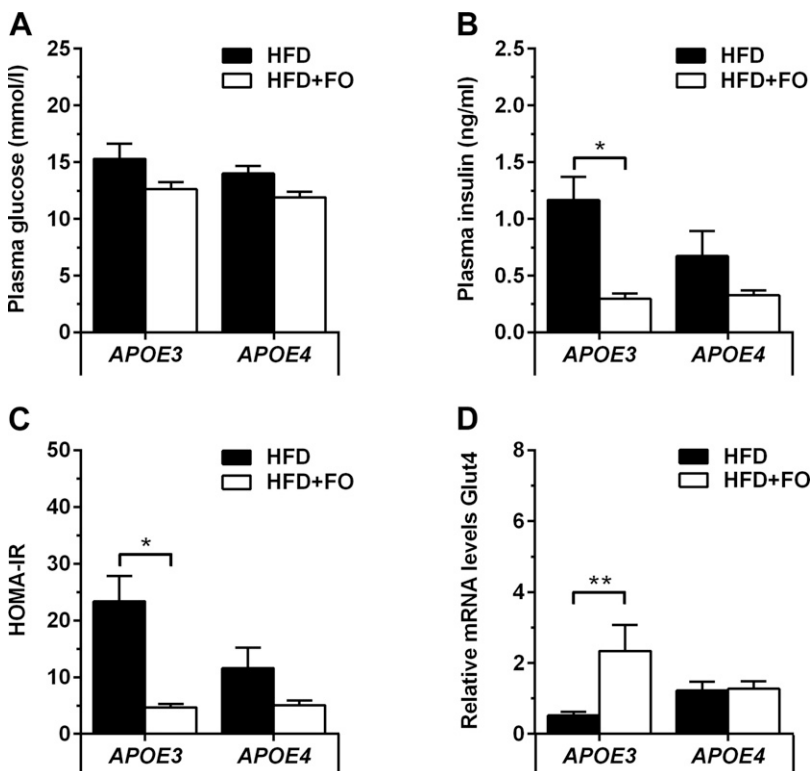 A
Plasma glucose (mmol/l)
25
20
15
10
5
0
HFD
HFD+FO
APOE3
APOE4
B
Plasma insulin (ng/ml)
2.5
2.0
1.5
1.0
0.5
0.0
HFD
HFD+FO
*
APOE3
APOE4
C
HOMA-IR
50
40
30
20
10
0
HFD
HFD+FO
*
APOE3
APOE4
D
Relative mRNA levels Glut4
8
6
4
2
0
HFD
HFD+FO
**
APOE3
APOE4